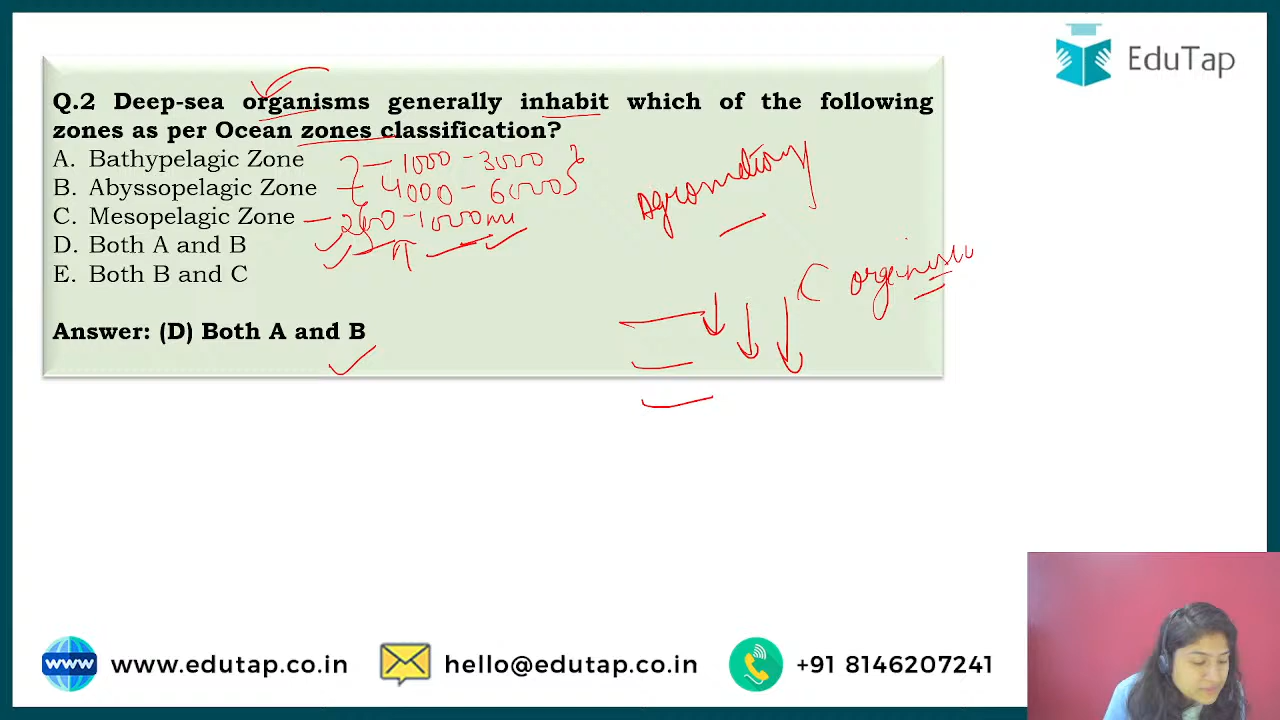 EduTap
Q.2 Deep-sea organisms generally inhabit which of the following
zones as per Ocean zones classification?
A. Bathypelagic Zone - 1000 - 3000
B. Abyssopelagic Zone - 4000 - 6000
C. Mesopelagic Zone - 200 - 1000m
D. Both A and B
E. Both B and C
Answer: (D) Both A and B
www www.edutap.co.in
hello@edutap.co.in
+91 8146207241